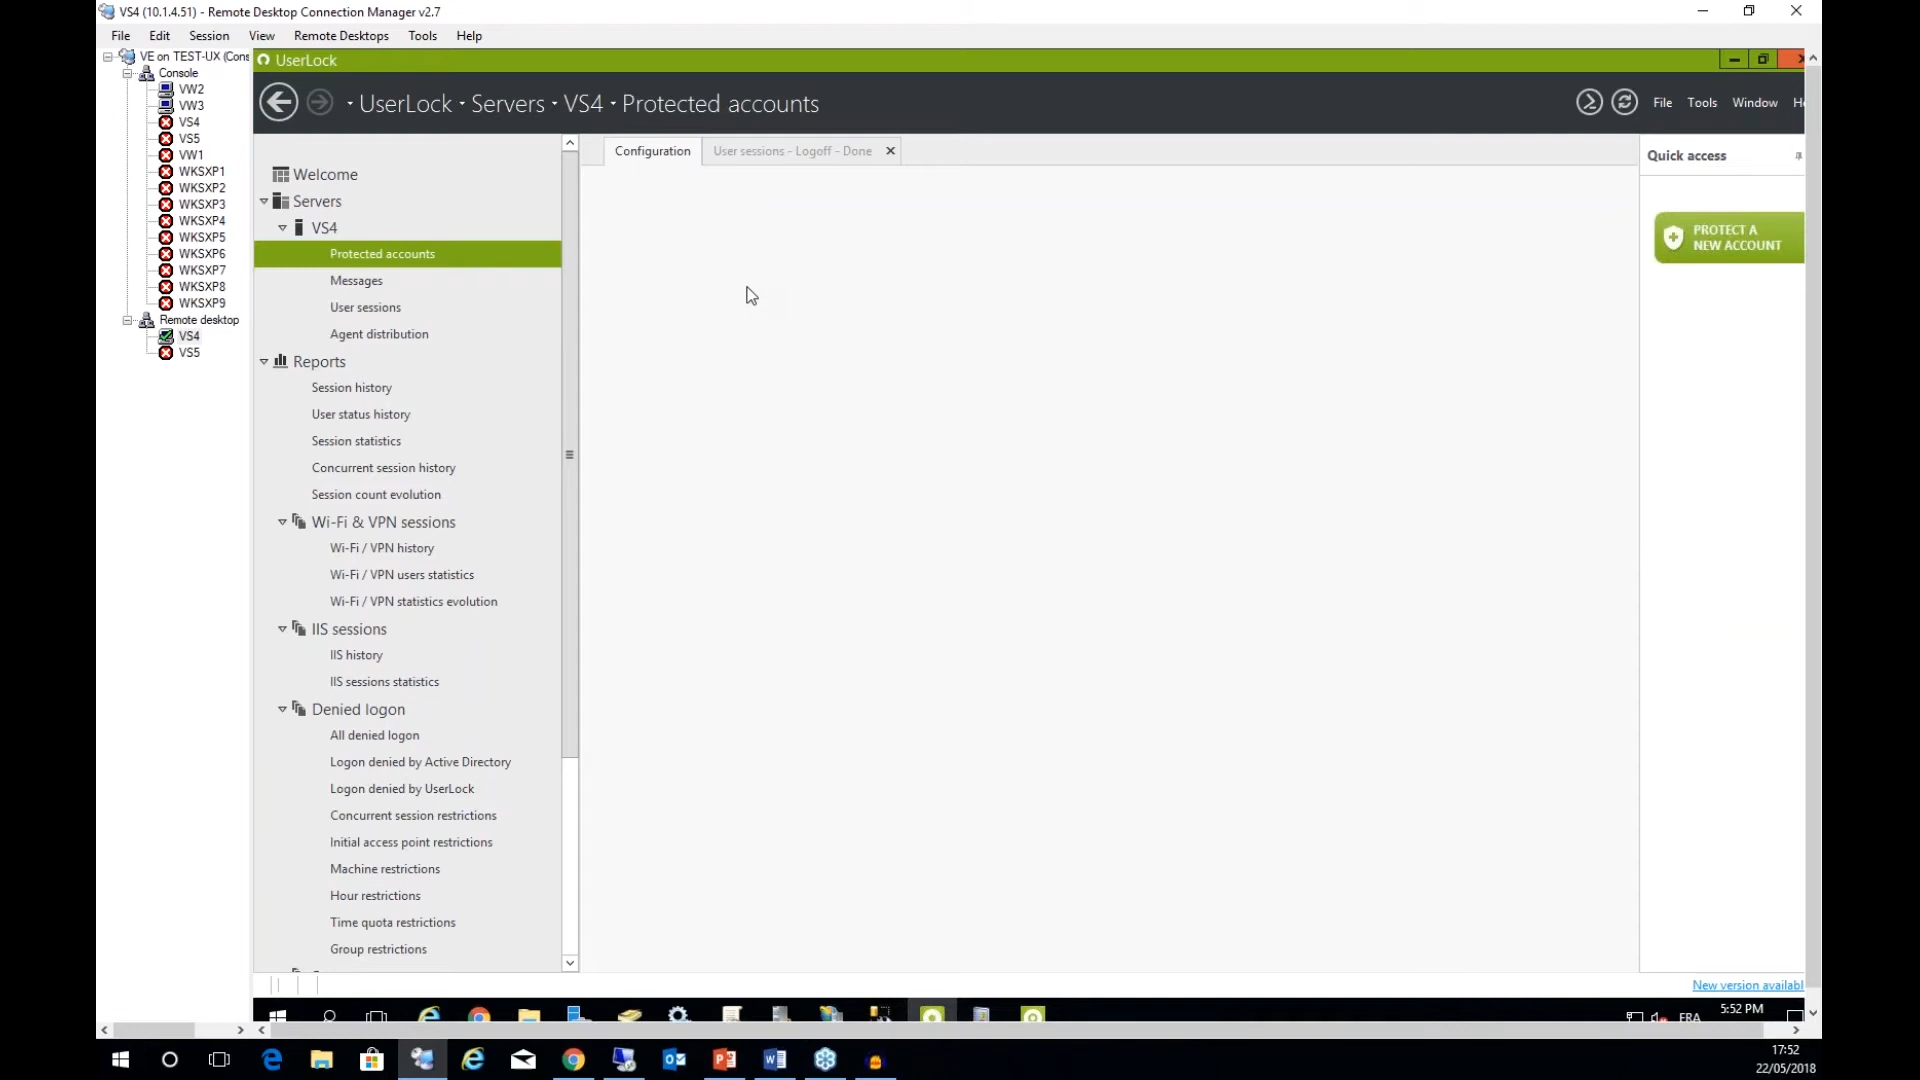 VS4 (10.1.4.51) - Remote Desktop Connection Manager v2.7
File Edit Session View Remote Desktops Tools Help
VE on TEST-UX (Cons
Console
VW2
VW3
VS4
VS5
VW1
WKSXP1
WKSXP2
WKSXP3
WKSXP4
WKSXP5
WKSXP6
WKSXP7
WKSXP8
WKSXP9
Remote desktop
VS4
VS5
UserLock
UserLock · Servers · VS4 · Protected accounts
File Tools Window He
Welcome
Servers
VS4
Protected accounts
Messages
User sessions
Agent distribution
Reports
Session history
User status history
Session statistics
Concurrent session history
Session count evolution
Wi-Fi & VPN sessions
Wi-Fi / VPN history
Wi-Fi / VPN users statistics
Wi-Fi / VPN statistics evolution
IIS sessions
IIS history
IIS sessions statistics
Denied logon
All denied logon
Logon denied by Active Directory
Logon denied by UserLock
Concurrent session restrictions
Initial access point restrictions
Machine restrictions
Hour restrictions
Time quota restrictions
Group restrictions
Configuration
User sessions - Logoff - Done
Quick access
PROTECT A
NEW ACCOUNT
New version availabl
FRA
5:52 PM
17:52
22/05/2018